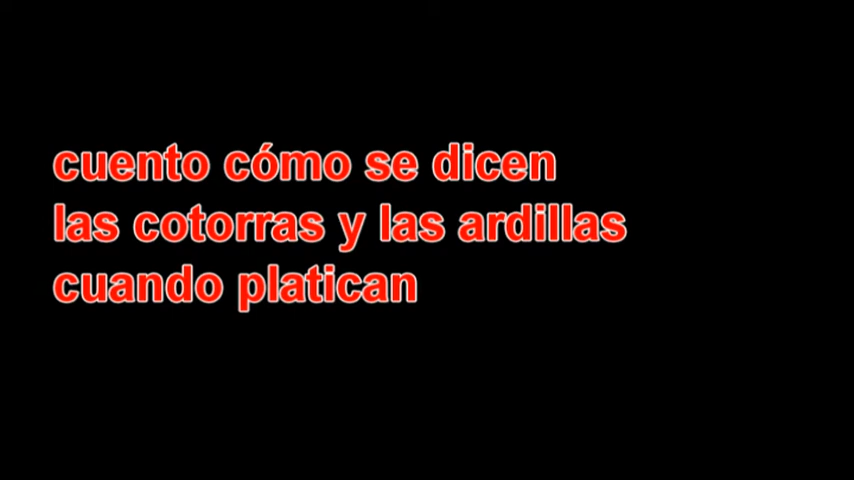 cuento cómo se dicen
las cotorras y las ardillas
cuando platican